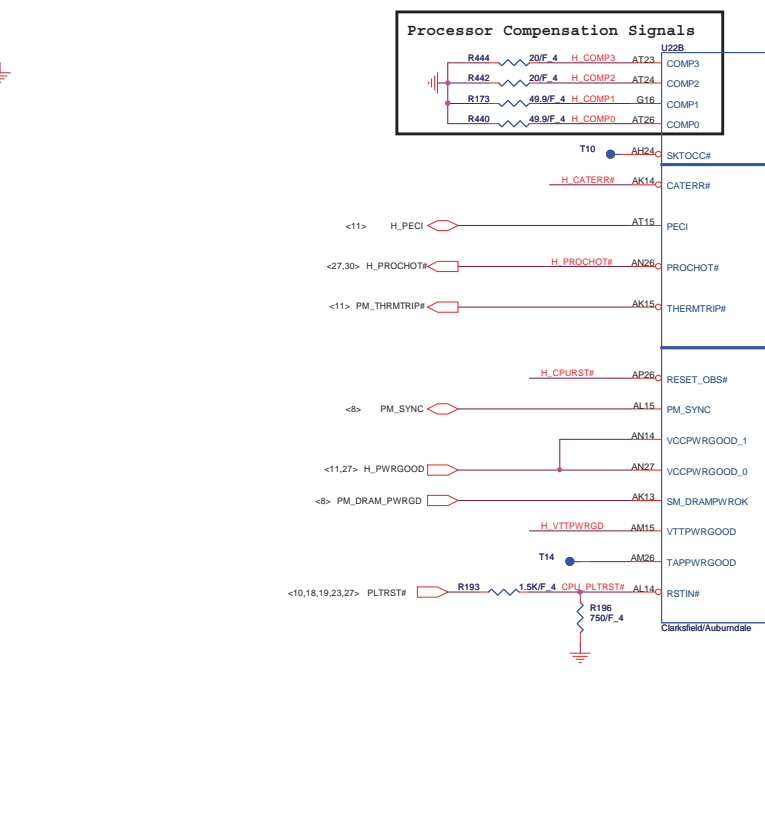 Processor Compensation Signals
U22B
R444 20/F_4 H_COMP3 AT23 COMP3
R442 20/F_4 H_COMP2 AT24 COMP2
R173 49.9/F_4 H_COMP1 G16 COMP1
R440 49.9/F_4 H_COMP0 AT26 COMP0
T10 AH24 SKTOCC#
H_CATERR# AK14 CATERR#
<11> H_PECI AT15 PECI
<27,30> H_PROCHOT# H_PROCHOT# AN26 PROCHOT#
<11> PM_THRMTRIP# AK15 THERMTRIP#
H_CPURST# AP26 RESET_OBS#
<8> PM_SYNC AL15 PM_SYNC
AN14 VCCPWRGOOD_1
<11,27> H_PWRGOOD AN27 VCCPWRGOOD_0
<8> PM_DRAM_PWRGD AK13 SM_DRAMPWROK
H_VTTPWRGD AM15 VTTPWRGOOD
T14 AM26 TAPPWRGOOD
<10,18,19,23,27> PLTRST# R193 1.5K/F_4 CPU_PLTRST# AL14 RSTIN#
R196
750/F_4
Clarksfield/Auburndale